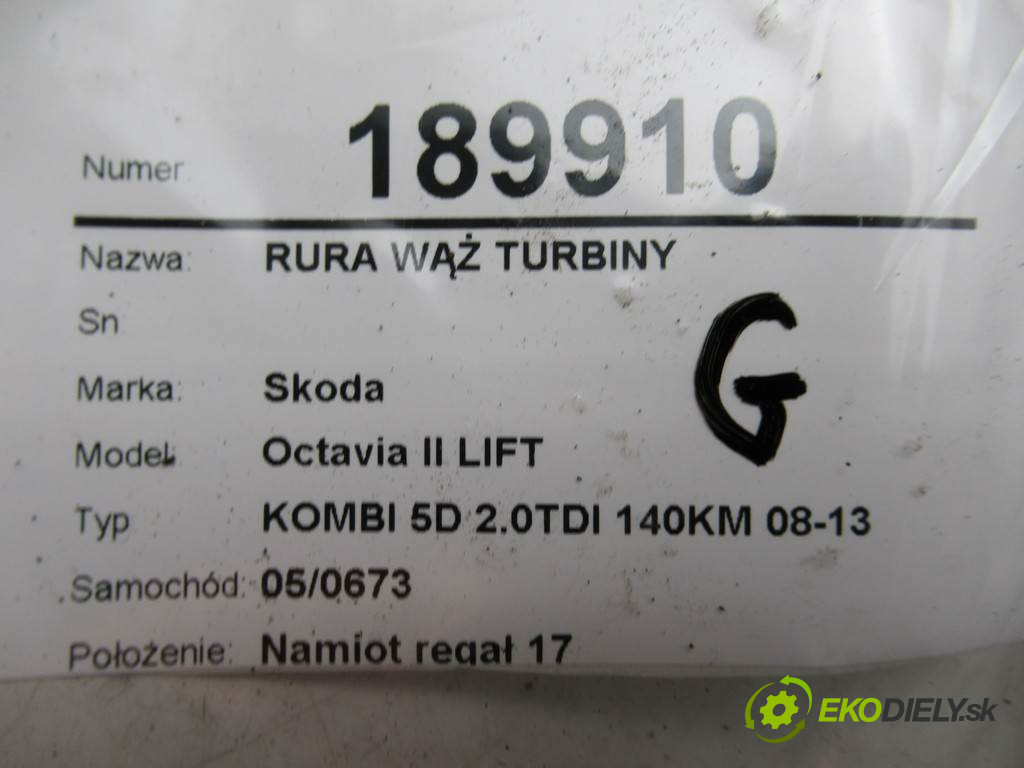 Numer: 189910
Nazwa: RURA WĄŻ TURBINY
Sn
Marka: Skoda
G
Model: Octavia II LIFT
Typ KOMBI 5D 2.0TDI 140KM 08-13
Samochód: 05/0673
Położenie: Namiot regał 17
EKODIELY.sk